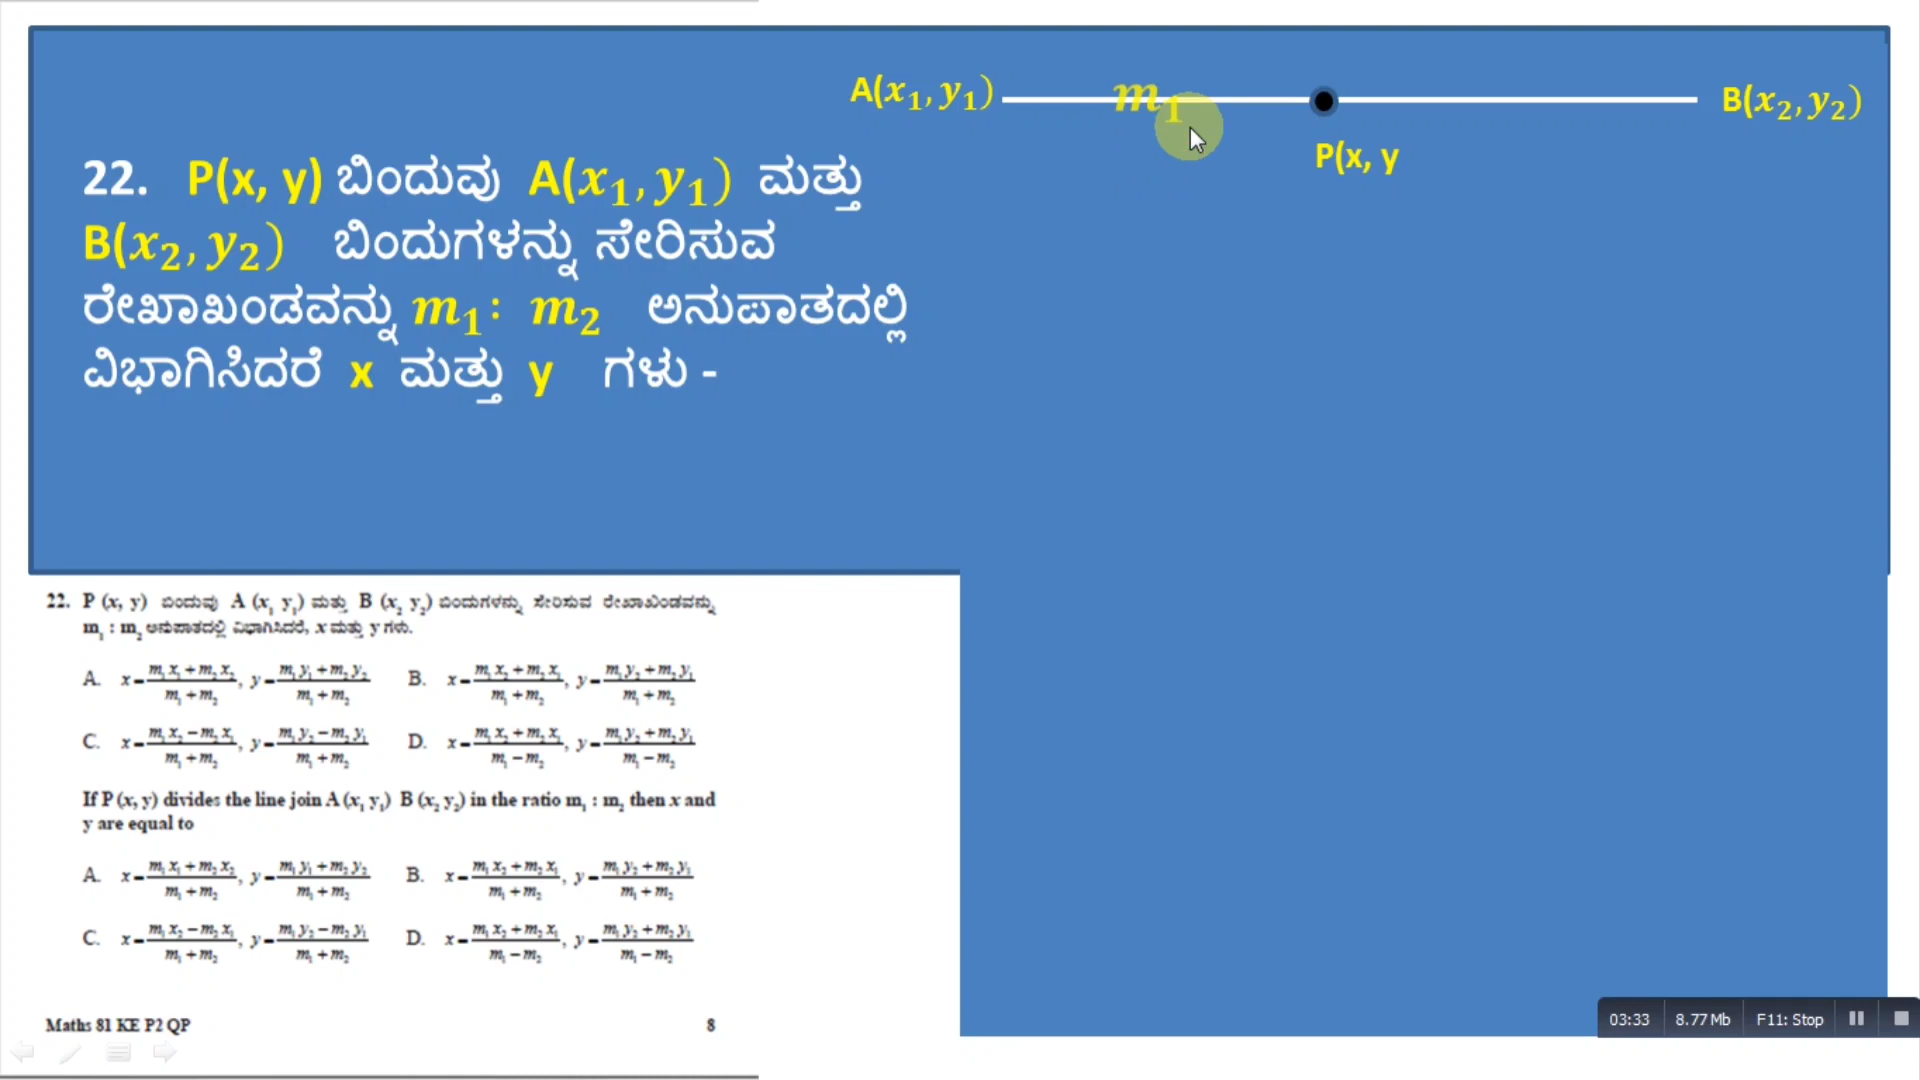 A(x₁, y₁) m₁ B(x₂, y₂)
P(x, y
22. P(x, y) ಬಿಂದುವು A(x₁, y₁) ಮತ್ತು
B(x₂, y₂) ಬಿಂದುಗಳನ್ನು ಸೇರಿಸುವ
ರೇಖಾಖಂಡವನ್ನು m₁: m₂ ಅನುಪಾತದಲ್ಲಿ
ವಿಭಾಗಿಸಿದರೆ x ಮತ್ತು y ಗಳು -
22. P (x, y) ಬಿಂದುವು A (x₁ y₁) ಮತ್ತು B (x₂ y₂) ಬಿಂದುಗಳನ್ನು ಸೇರಿಸುವ ರೇಖಾಖಂಡವನ್ನು
m₁ : m₂ ಅನುಪಾತದಲ್ಲಿ ವಿಭಾಗಿಸಿದರೆ, x ಮತ್ತು y ಗಳು.
A. x = (m₁x₁ + m₂x₂)/(m₁ + m₂), y = (m₁y₁ + m₂y₂)/(m₁ + m₂) B. x = (m₁x₂ + m₂x₁)/(m₁ + m₂), y = (m₁y₂ + m₂y₁)/(m₁ + m₂)
C. x = (m₁x₂ − m₂x₁)/(m₁ + m₂), y = (m₁y₂ − m₂y₁)/(m₁ + m₂) D. x = (m₁x₂ + m₂x₁)/(m₁ − m₂), y = (m₁y₂ + m₂y₁)/(m₁ − m₂)
If P (x, y) divides the line join A (x₁ y₁) B (x₂ y₂) in the ratio m₁ : m₂ then x and
y are equal to
A. x = (m₁x₁ + m₂x₂)/(m₁ + m₂), y = (m₁y₁ + m₂y₂)/(m₁ + m₂) B. x = (m₁x₂ + m₂x₁)/(m₁ + m₂), y = (m₁y₂ + m₂y₁)/(m₁ + m₂)
C. x = (m₁x₂ − m₂x₁)/(m₁ + m₂), y = (m₁y₂ − m₂y₁)/(m₁ + m₂) D. x = (m₁x₂ + m₂x₁)/(m₁ − m₂), y = (m₁y₂ + m₂y₁)/(m₁ − m₂)
Maths 81 KE P2 QP 8
03:33 8.77 Mb F11: Stop